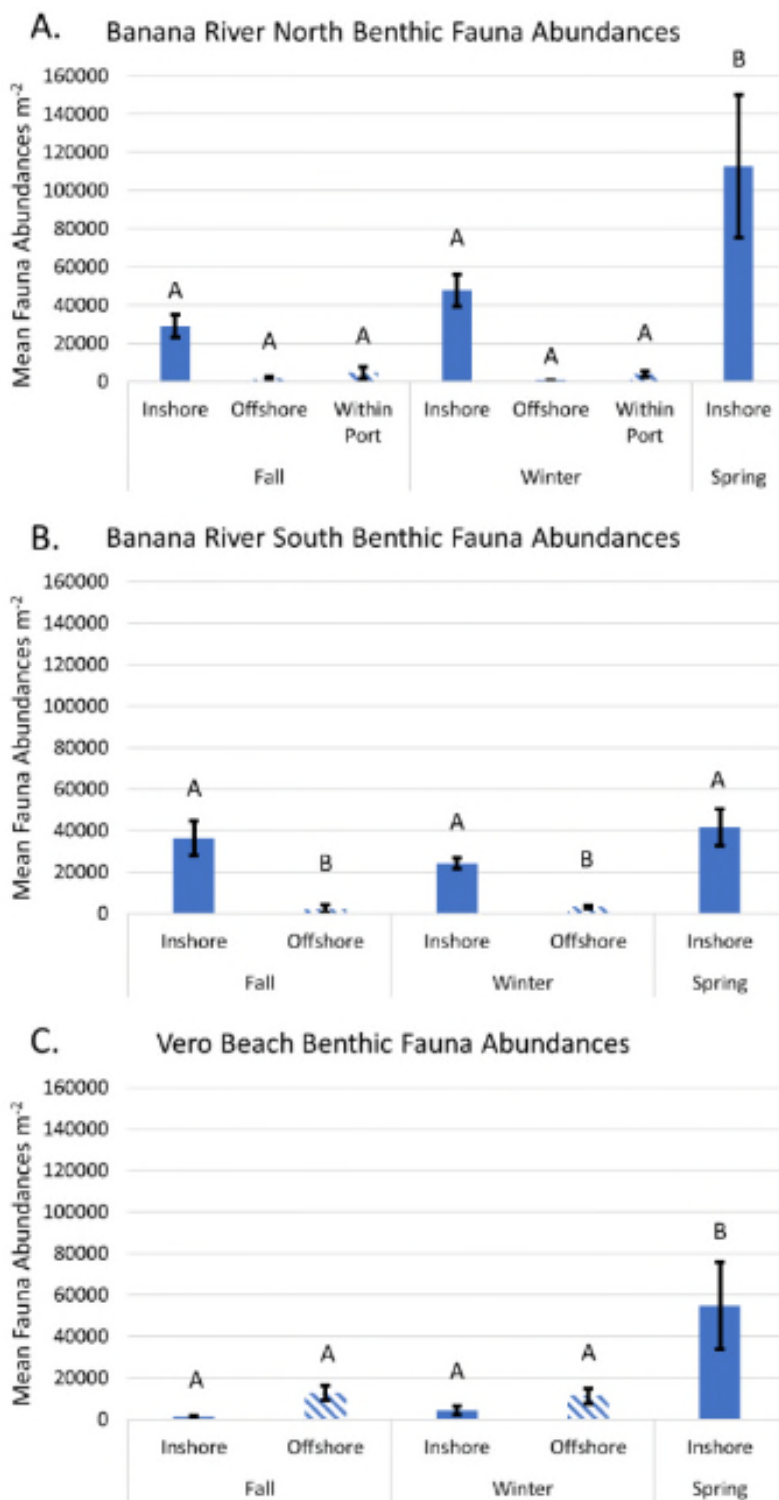 A. Banana River North Benthic Fauna Abundances
Mean Fauna Abundances m⁻²
160000
140000
120000
100000
80000
60000
40000
20000
0
A
A
A
A
A
A
B
Inshore Offshore Within Port Inshore Offshore Within Port Inshore
Fall Winter Spring
B. Banana River South Benthic Fauna Abundances
Mean Fauna Abundances m⁻²
160000
140000
120000
100000
80000
60000
40000
20000
0
A
B
A
B
A
Inshore Offshore Inshore Offshore Inshore
Fall Winter Spring
C. Vero Beach Benthic Fauna Abundances
Mean Fauna Abundances m⁻²
160000
140000
120000
100000
80000
60000
40000
20000
0
A
A
A
A
B
Inshore Offshore Inshore Offshore Inshore
Fall Winter Spring